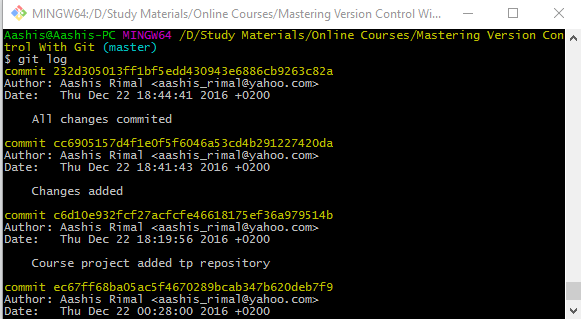 MINGW64:/D/Study Materials/Online Courses/Mastering Version Control Wi...
Aashis@Aashis-PC MINGW64 /D/Study Materials/Online Courses/Mastering Version Con
trol With Git (master)
$ git log
commit 232d305013ff1bf5edd430943e6886cb9263c82a
Author: Aashis Rimal <aashis_rimal@yahoo.com>
Date:   Thu Dec 22 18:44:41 2016 +0200
All changes commited
commit cc6905157d4f1e0f5f6046a53cd4b291227420da
Author: Aashis Rimal <aashis_rimal@yahoo.com>
Date:   Thu Dec 22 18:41:43 2016 +0200
Changes added
commit c6d10e932fcf27acfcfe46618175ef36a979514b
Author: Aashis Rimal <aashis_rimal@yahoo.com>
Date:   Thu Dec 22 18:19:56 2016 +0200
Course project added tp repository
commit ec67ff68ba05ac5f4670289bcab347b620deb7f9
Author: Aashis Rimal <aashis_rimal@yahoo.com>
Date:   Thu Dec 22 00:28:00 2016 +0200